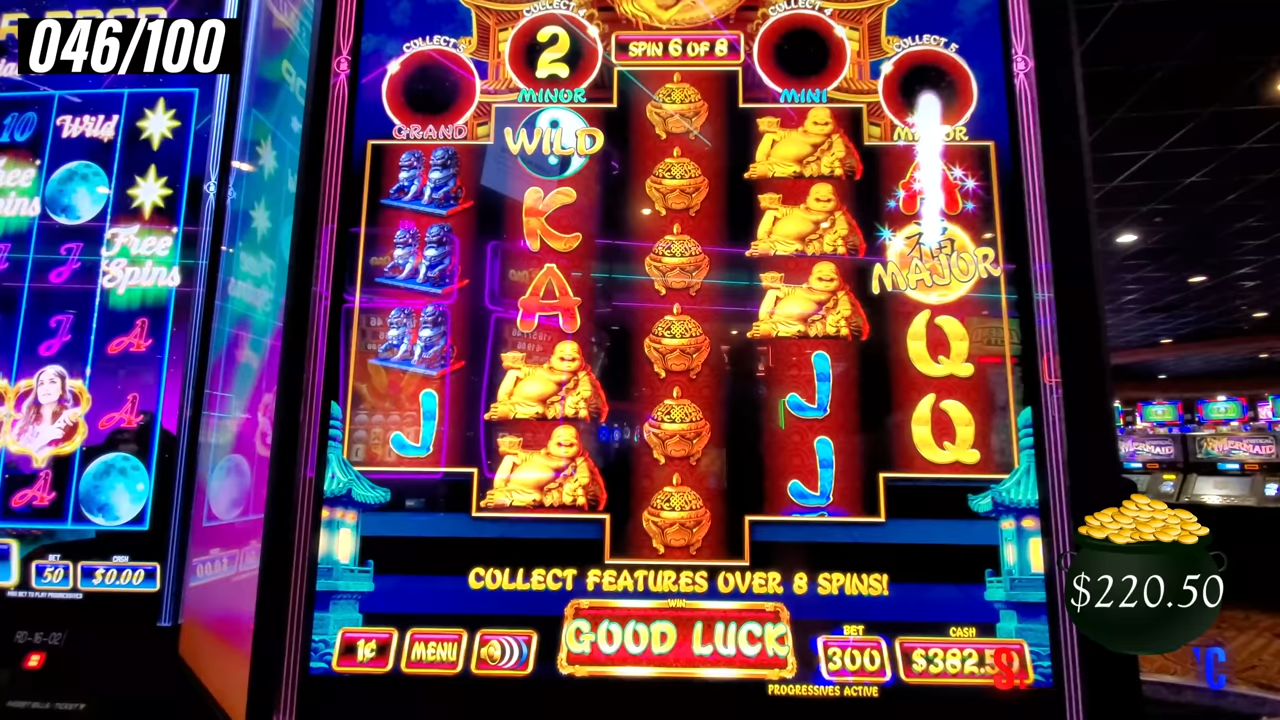 046/100
10
Wild
Free
Spins
J
J
J
A
A
A
BET
50
CASH
$0.00
COLLECT 5
GRAND
COLLECT 4
2
MINOR
SPIN 6 OF 8
COLLECT 4
MINI
COLLECT 5
MAJOR
WILD
K
A
J
J
J
A
福
MAJOR
Q
Q
COLLECT FEATURES OVER 8 SPINS!
WIN
GOOD LUCK
1¢
MENU
BET
300
CASH
PROGRESSIVES ACTIVE
MERMAID
MERMAID
$220.50